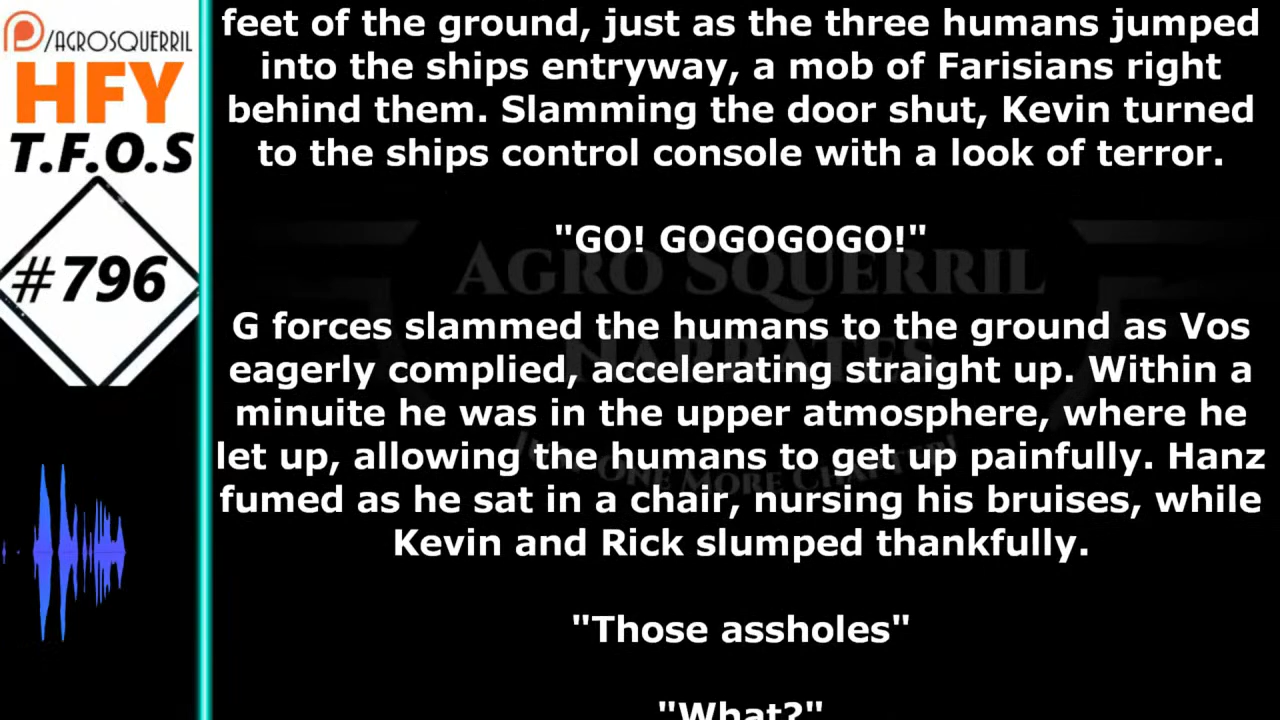 /AGROSQUERRIL
HFY
T.F.O.S
#796
feet of the ground, just as the three humans jumped
into the ships entryway, a mob of Farisians right
behind them. Slamming the door shut, Kevin turned
to the ships control console with a look of terror.
"GO! GOGOGOGO!"
AGRO SQUERRIL
NARRATES
JUST ONE MORE CHAPTER!
G forces slammed the humans to the ground as Vos
eagerly complied, accelerating straight up. Within a
minuite he was in the upper atmosphere, where he
let up, allowing the humans to get up painfully. Hanz
fumed as he sat in a chair, nursing his bruises, while
Kevin and Rick slumped thankfully.
"Those assholes"
"What?"